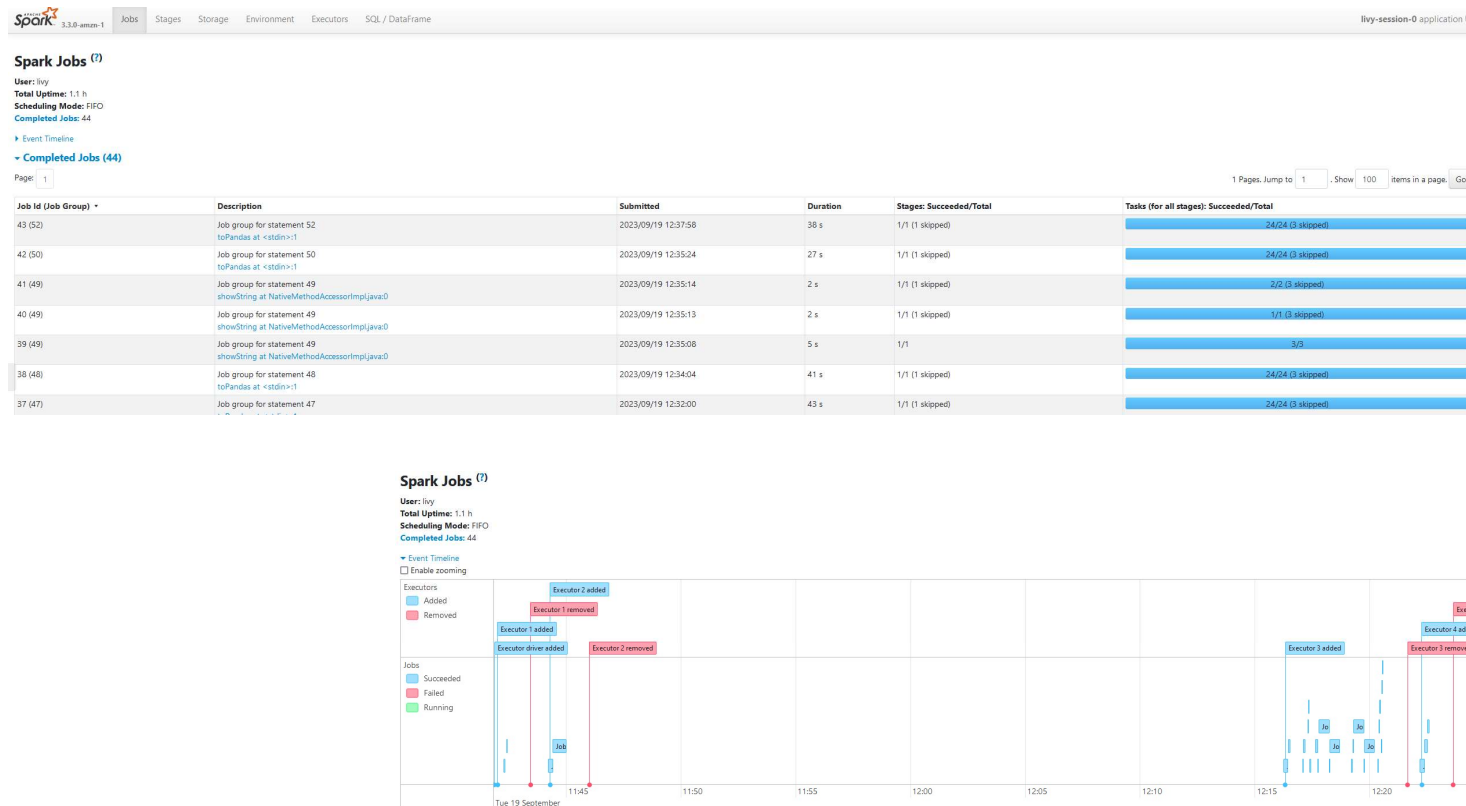 APACHE
Spark 3.3.0-amzn-1 Jobs Stages Storage Environment Executors SQL / DataFrame livy-session-0 application
Spark Jobs (?)
User: livy
Total Uptime: 1.1 h
Scheduling Mode: FIFO
Completed Jobs: 44
Event Timeline
Completed Jobs (44)
Page: 1 1 Pages. Jump to 1 . Show 100 items in a page. Go
Job Id (Job Group) Description Submitted Duration Stages: Succeeded/Total Tasks (for all stages): Succeeded/Total
43 (52) Job group for statement 52 2023/09/19 12:37:58 38 s 1/1 (1 skipped) 24/24 (3 skipped)
toPandas at <stdin>:1
42 (50) Job group for statement 50 2023/09/19 12:35:24 27 s 1/1 (1 skipped) 24/24 (3 skipped)
toPandas at <stdin>:1
41 (49) Job group for statement 49 2023/09/19 12:35:14 2 s 1/1 (1 skipped) 2/2 (3 skipped)
showString at NativeMethodAccessorImpl.java:0
40 (49) Job group for statement 49 2023/09/19 12:35:13 2 s 1/1 (1 skipped) 1/1 (3 skipped)
showString at NativeMethodAccessorImpl.java:0
39 (49) Job group for statement 49 2023/09/19 12:35:08 5 s 1/1 3/3
showString at NativeMethodAccessorImpl.java:0
38 (48) Job group for statement 48 2023/09/19 12:34:04 41 s 1/1 (1 skipped) 24/24 (3 skipped)
toPandas at <stdin>:1
37 (47) Job group for statement 47 2023/09/19 12:32:00 43 s 1/1 (1 skipped) 24/24 (3 skipped)
Spark Jobs (?)
User: livy
Total Uptime: 1.1 h
Scheduling Mode: FIFO
Completed Jobs: 44
Event Timeline
Enable zooming
Executors Executor 2 added
Added
Executor 1 removed Exe
Removed
Executor 1 added Executor 4 ad
Executor driver added Executor 2 removed Executor 3 added Executor 3 remove
Jobs
Succeeded
Failed
Running
Jo Jo
Job Jo Jo
11:45 11:50 11:55 12:00 12:05 12:10 12:15 12:20
Tue 19 September